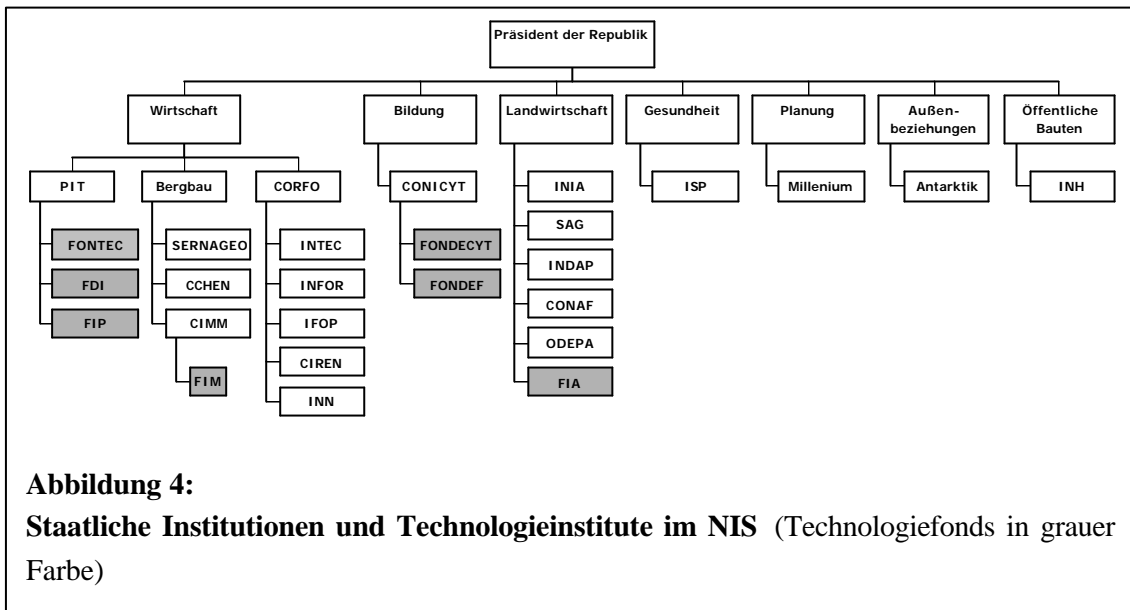 Präsident der Republik
Wirtschaft
Bildung
Landwirtschaft
Gesundheit
Planung
Außen-
beziehungen
Öffentliche
Bauten
PIT
Bergbau
CORFO
CONICYT
INIA
ISP
Millenium
Antarktik
INH
SAG
FONTEC
SERNAGEO
INTEC
FONDECYT
INDAP
FDI
CCHEN
INFOR
FONDEF
CONAF
FIP
CIMM
IFOP
ODEPA
CIREN
FIM
FIA
INN
Abbildung 4:
Staatliche Institutionen und Technologieinstitute im NIS (Technologiefonds in grauer
Farbe)